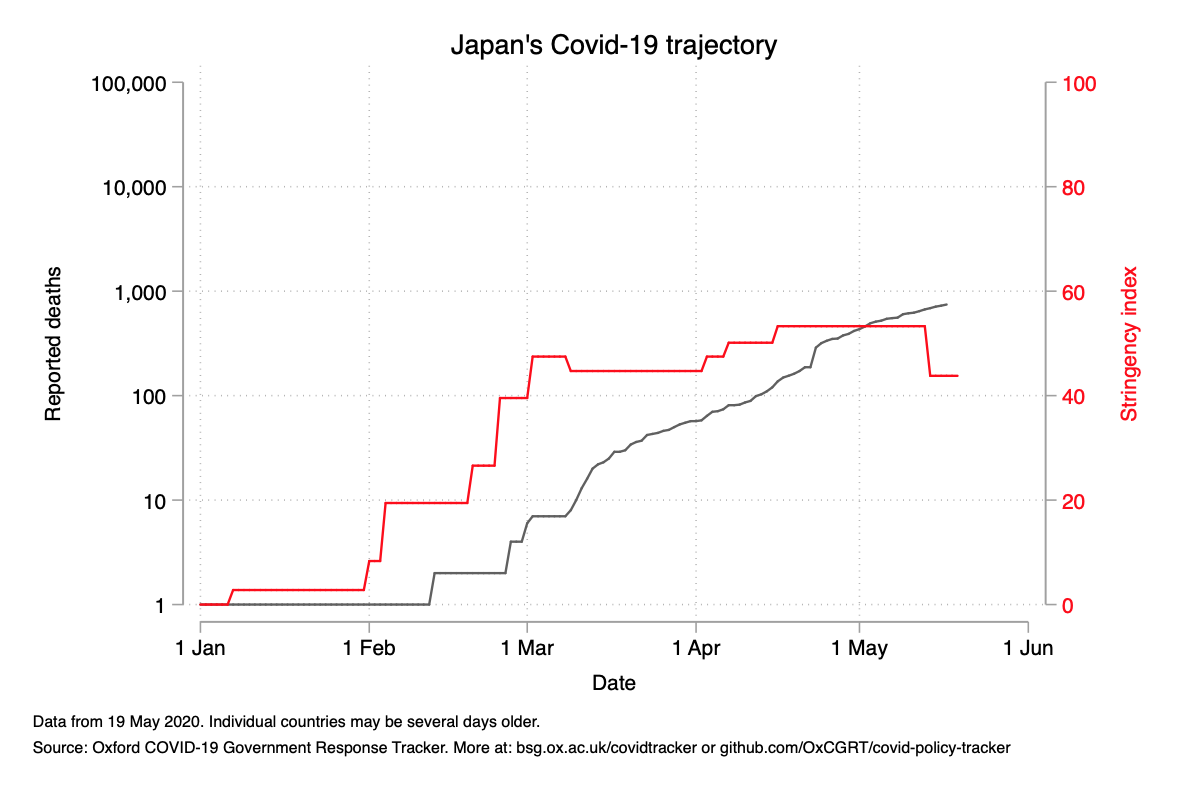 Japan's Covid-19 trajectory
100,000
10,000
1,000
100
10
1
Reported deaths
100
80
60
40
20
0
Stringency index
1 Jan
1 Feb
1 Mar
1 Apr
1 May
1 Jun
Date
Data from 19 May 2020. Individual countries may be several days older.
Source: Oxford COVID-19 Government Response Tracker. More at: bsg.ox.ac.uk/covidtracker or github.com/OxCGRT/covid-policy-tracker